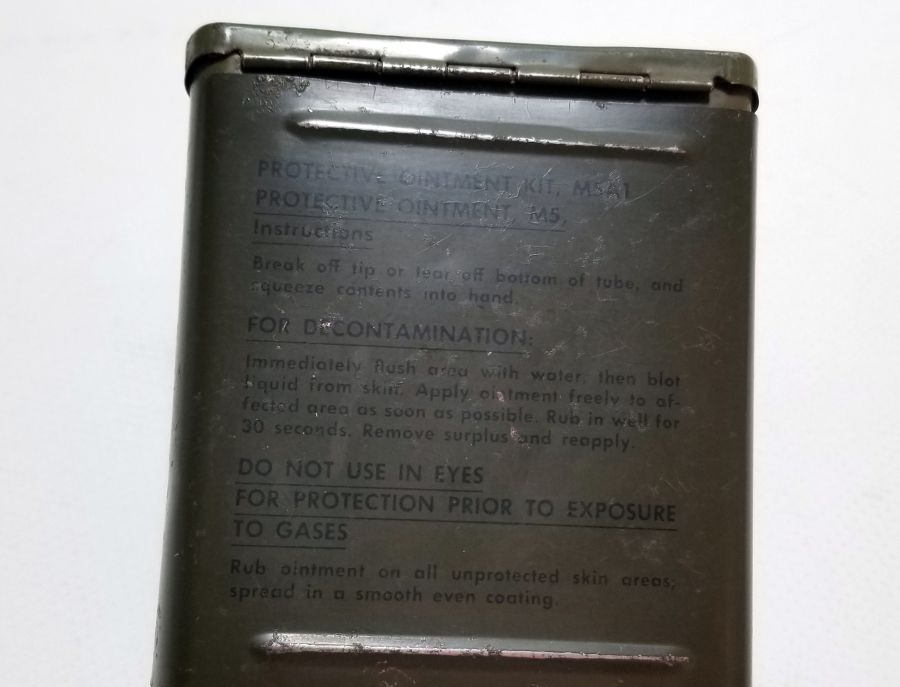 PROTECTIVE OINTMENT KIT, M5A1
PROTECTIVE OINTMENT, M5,
Instructions
Break off tip or tear off bottom of tube, and
squeeze contents into hand.
FOR DECONTAMINATION:
Immediately flush area with water, then blot
liquid from skin. Apply ointment freely to af-
fected area as soon as possible. Rub in well for
30 seconds. Remove surplus and reapply.
DO NOT USE IN EYES
FOR PROTECTION PRIOR TO EXPOSURE
TO GASES
Rub ointment on all unprotected skin areas;
spread in a smooth even coating.